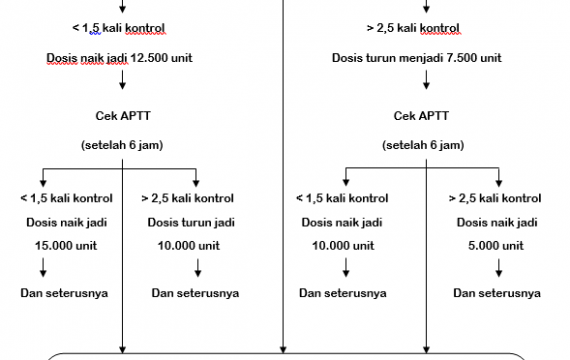 < 1,5 kali kontrol
> 2,5 kali kontrol
Dosis naik jadi 12.500 unit
Dosis turun menjadi 7.500 unit
Cek APTT
(setelah 6 jam)
Cek APTT
(setelah 6 jam)
< 1,5 kali kontrol
Dosis naik jadi
15.000 unit
Dan seterusnya
> 2,5 kali kontrol
Dosis turun jadi
10.000 unit
Dan seterusnya
< 1,5 kali kontrol
Dosis naik jadi
10.000 unit
Dan seterusnya
> 2,5 kali kontrol
Dosis naik jadi
5.000 unit
Dan seterusnya